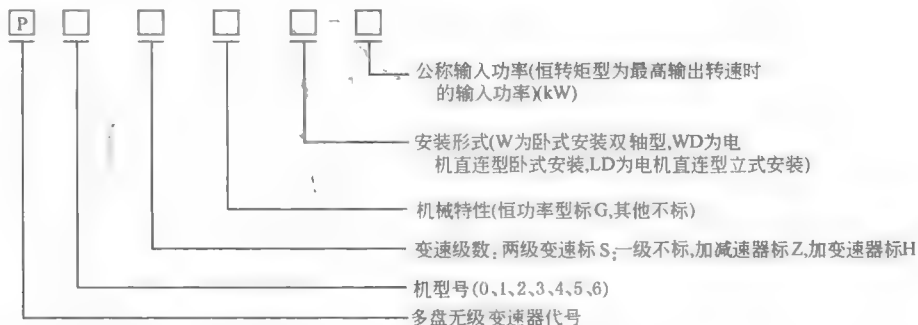 P □ □ □ □-□
公称输入功率(恒转矩型为最高输出转速时
的输入功率)(kW)
安装形式(W为卧式安装双轴型,WD为电
机直连型卧式安装,LD为电机直连型立式安装)
机械特性(恒功率型标G,其他不标)
变速级数:两级变速标S;一级不标,加减速器标Z,加变速器标H
机型号(0、1、2、3、4、5、6)
多盘无级变速器代号